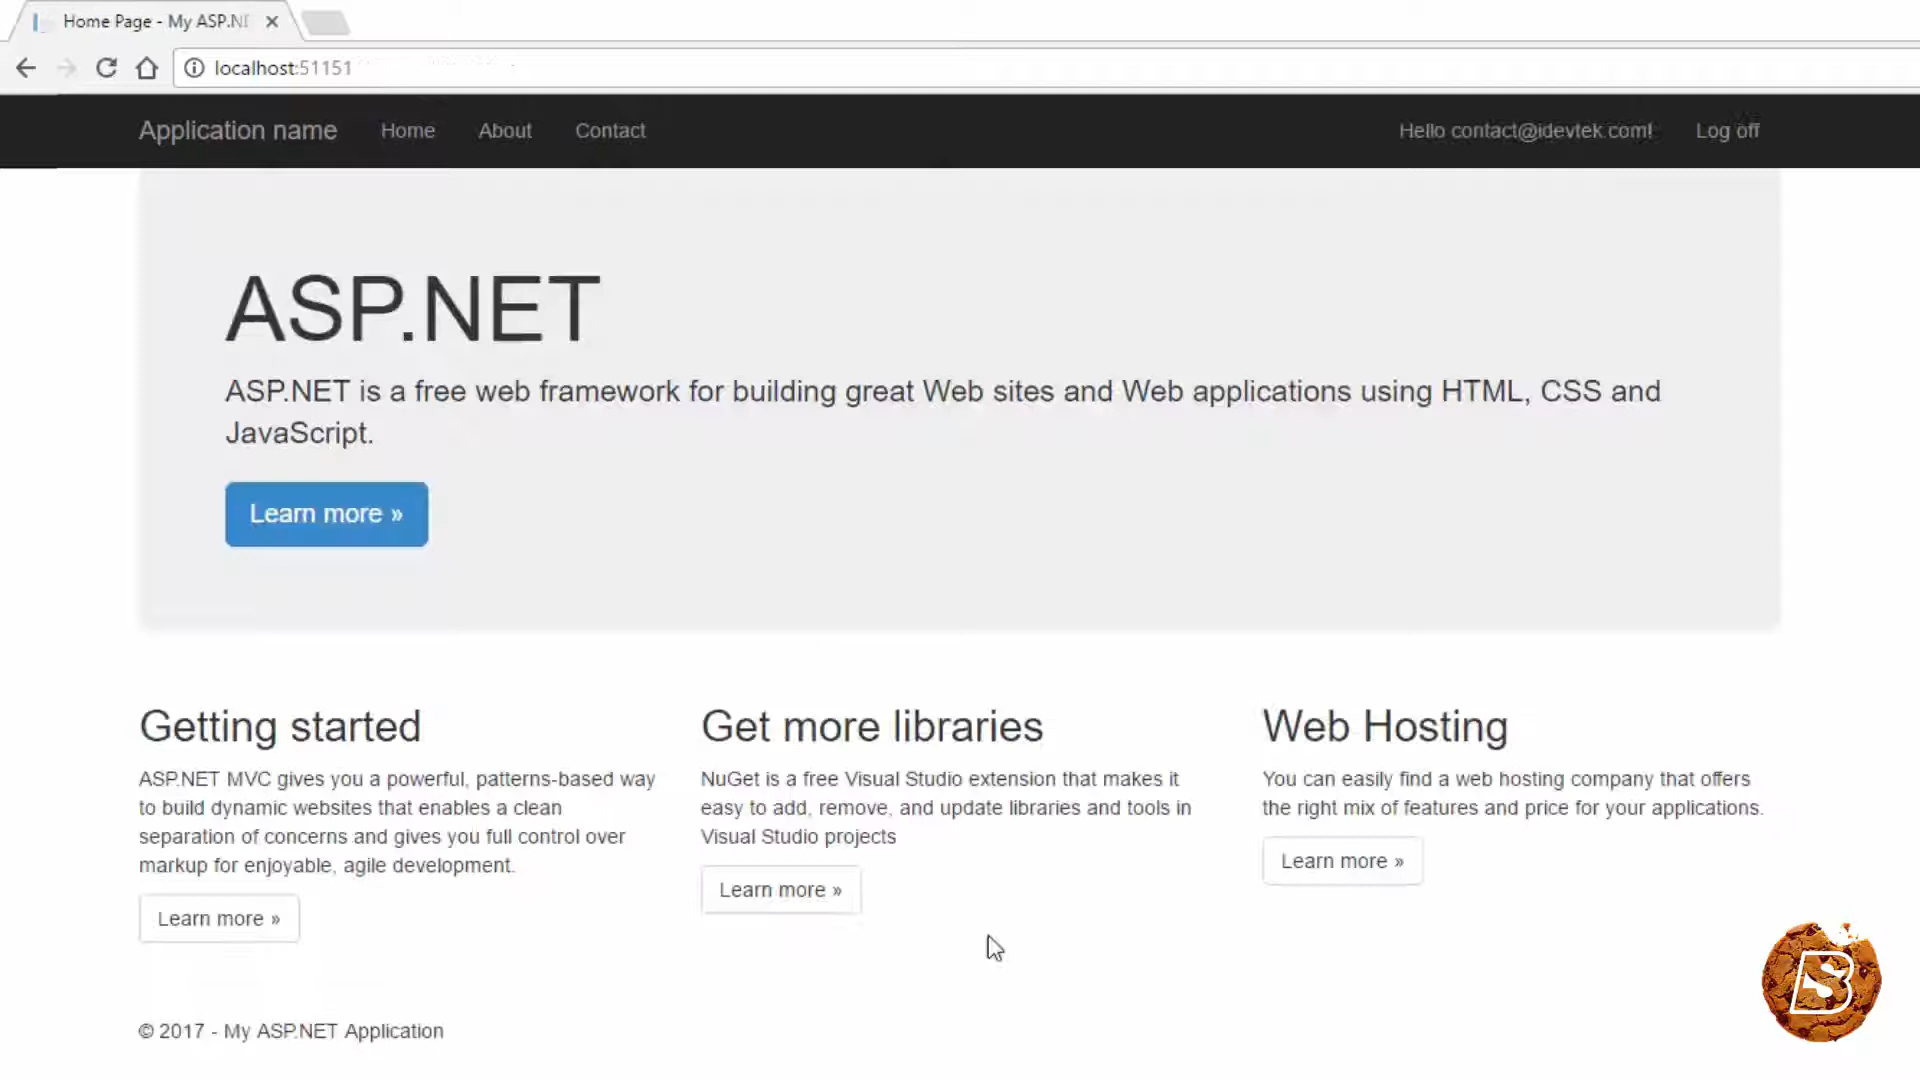 Home Page - My ASP.NE
localhost:51151
Application name Home About Contact Hello contact@idevtek.com! Log off
ASP.NET
ASP.NET is a free web framework for building great Web sites and Web applications using HTML, CSS and
JavaScript.
Learn more »
Getting started
ASP.NET MVC gives you a powerful, patterns-based way
to build dynamic websites that enables a clean
separation of concerns and gives you full control over
markup for enjoyable, agile development.
Learn more »
Get more libraries
NuGet is a free Visual Studio extension that makes it
easy to add, remove, and update libraries and tools in
Visual Studio projects
Learn more »
Web Hosting
You can easily find a web hosting company that offers
the right mix of features and price for your applications.
Learn more »
© 2017 - My ASP.NET Application